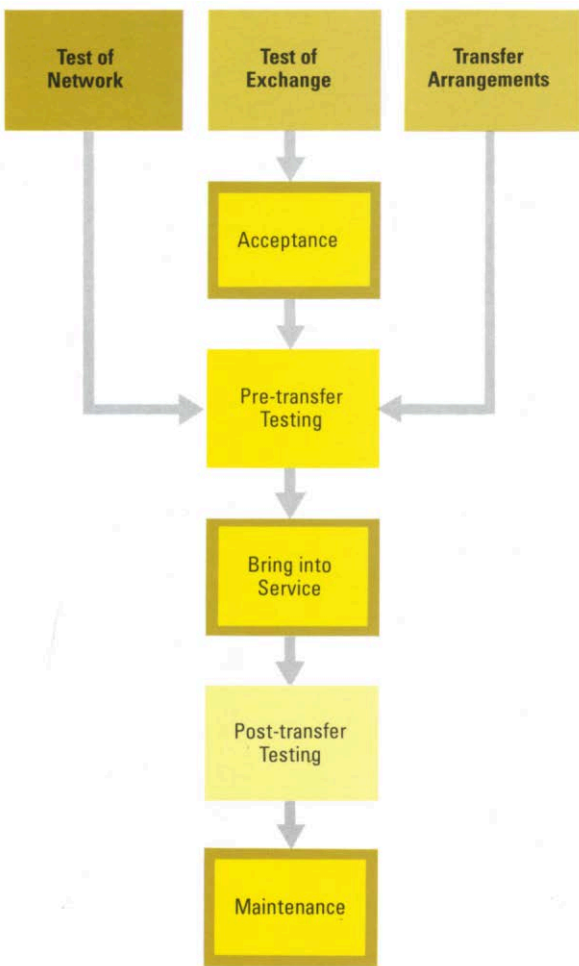 Test of
Network
Test of
Exchange
Transfer
Arrangements
Acceptance
Pre-transfer
Testing
Bring into
Service
Post-transfer
Testing
Maintenance